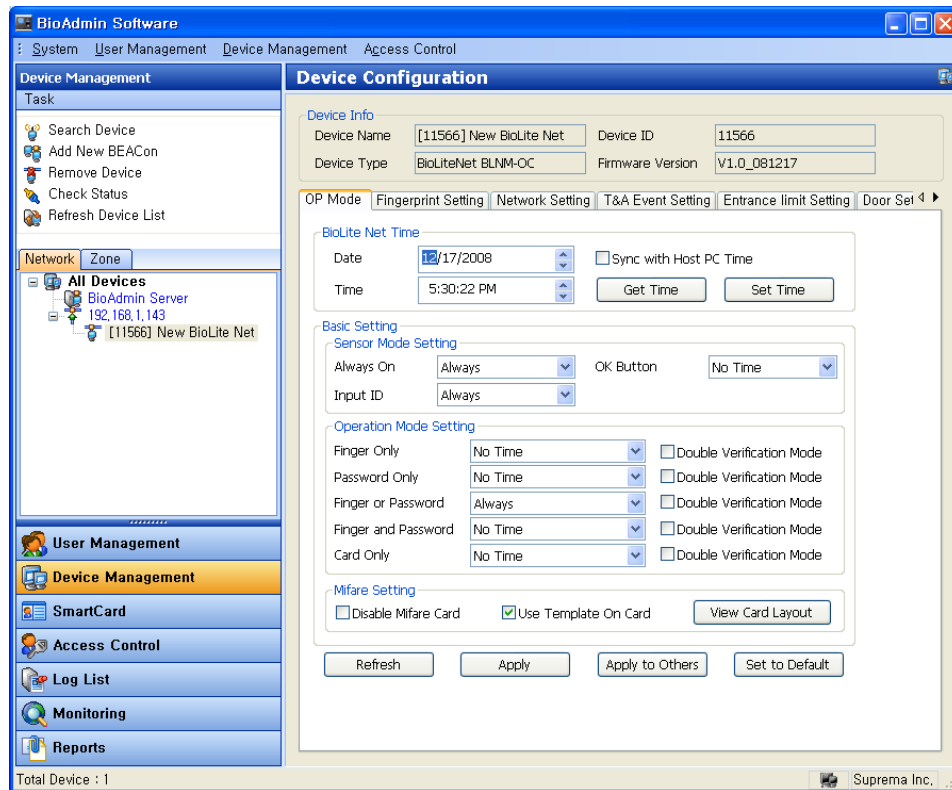 BioAdmin Software
System User Management Device Management Access Control
Device Management
Task
Search Device
Add New BEACon
Remove Device
Check Status
Refresh Device List
Network Zone
All Devices
BioAdmin Server
192,168,1,143
[11566] New BioLite Net
User Management
Device Management
SmartCard
Access Control
Log List
Monitoring
Reports
Device Configuration
Device Info
Device Name [11566] New BioLite Net Device ID 11566
Device Type BioLiteNet BLNM-OC Firmware Version V1.0_081217
OP Mode Fingerprint Setting Network Setting T&A Event Setting Entrance limit Setting Door Set
BioLite Net Time
Date 12/17/2008 Sync with Host PC Time
Time 5:30:22 PM Get Time Set Time
Basic Setting
Sensor Mode Setting
Always On Always OK Button No Time
Input ID Always
Operation Mode Setting
Finger Only No Time Double Verification Mode
Password Only No Time Double Verification Mode
Finger or Password Always Double Verification Mode
Finger and Password No Time Double Verification Mode
Card Only No Time Double Verification Mode
Mifare Setting
Disable Mifare Card Use Template On Card View Card Layout
Refresh Apply Apply to Others Set to Default
Total Device : 1 Suprema Inc,